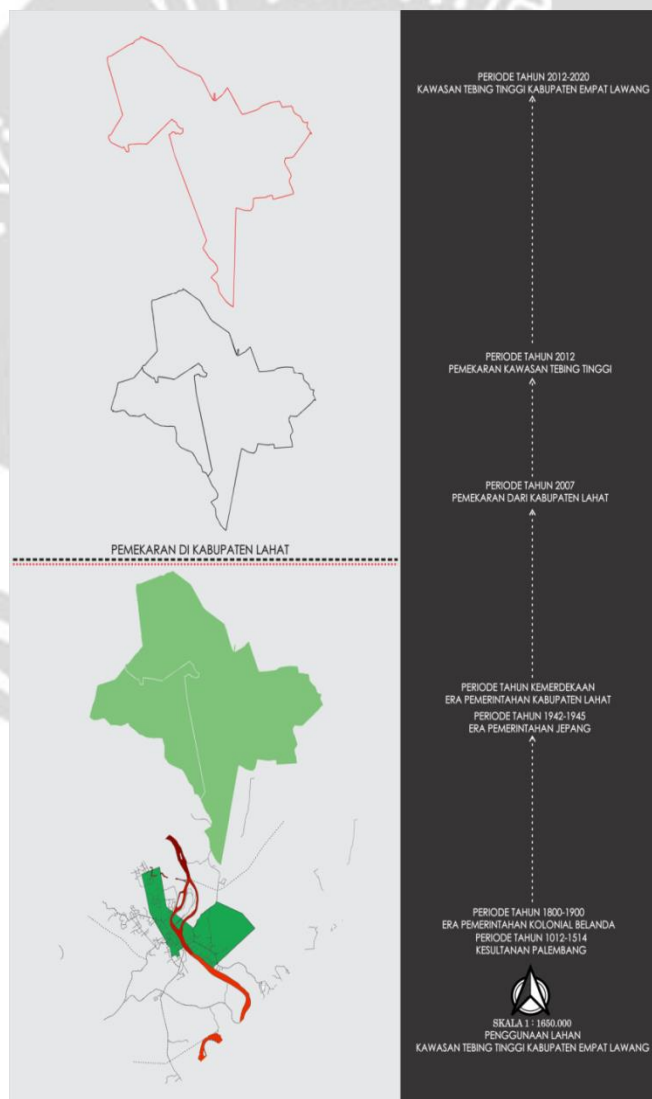 PERIODE TAHUN 2012-2020
KAWASAN TEBING TINGGI KABUPATEN EMPAT LAWANG
PERIODE TAHUN 2012
PEMEKARAN KAWASAN TEBING TINGGI
PERIODE TAHUN 2007
PEMEKARAN DARI KABUPATEN LAHAT
PEMEKARAN DI KABUPATEN LAHAT
PERIODE TAHUN KEMERDEKAAN
ERA PEMERINTAHAN KABUPATEN LAHAT
PERIODE TAHUN 1942-1945
ERA PEMERINTAHAN JEPANG
PERIODE TAHUN 1800-1900
ERA PEMERINTAHAN KOLONIAL BELANDA
PERIODE TAHUN 1012-1514
KESULTANAN PALEMBANG
SKALA 1 : 1650.000
PENGGUNAAN LAHAN
KAWASAN TEBING TINGGI KABUPATEN EMPAT LAWANG